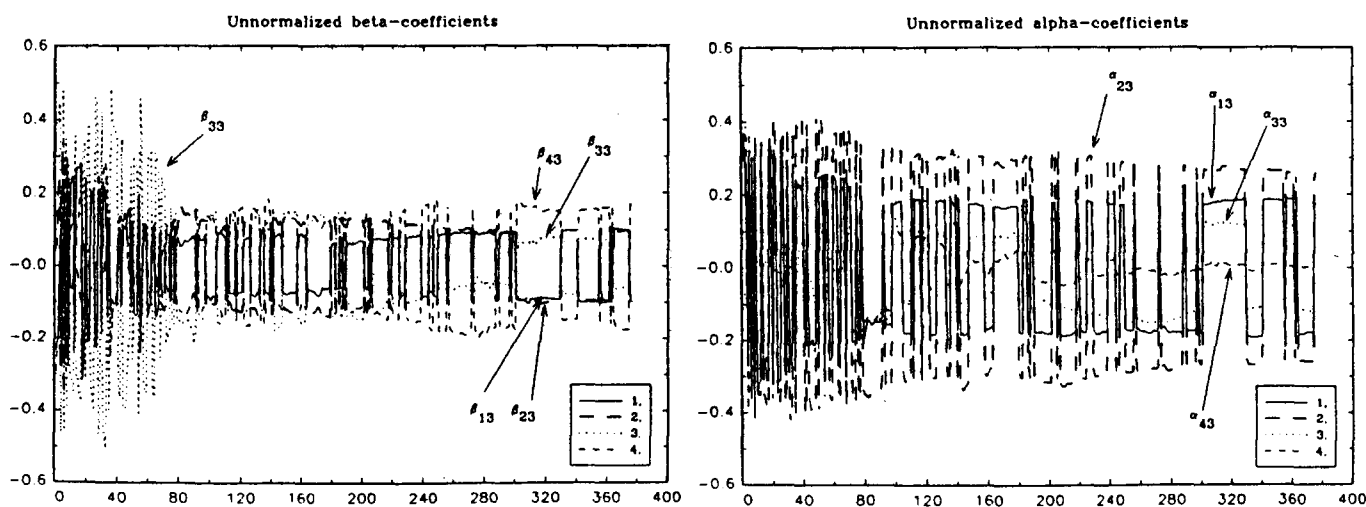 Unnormalized beta-coefficients
0.6
0.4
0.2
-0.0
-0.2
-0.4
-0.6
0 40 80 120 160 200 240 280 320 360 400
β33
β43
β33
β13
β23
1.
2.
3.
4.
Unnormalized alpha-coefficients
0.6
0.4
0.2
-0.0
-0.2
-0.4
-0.6
0 40 80 120 160 200 240 280 320 360 400
α23
α13
α33
α43
1.
2.
3.
4.